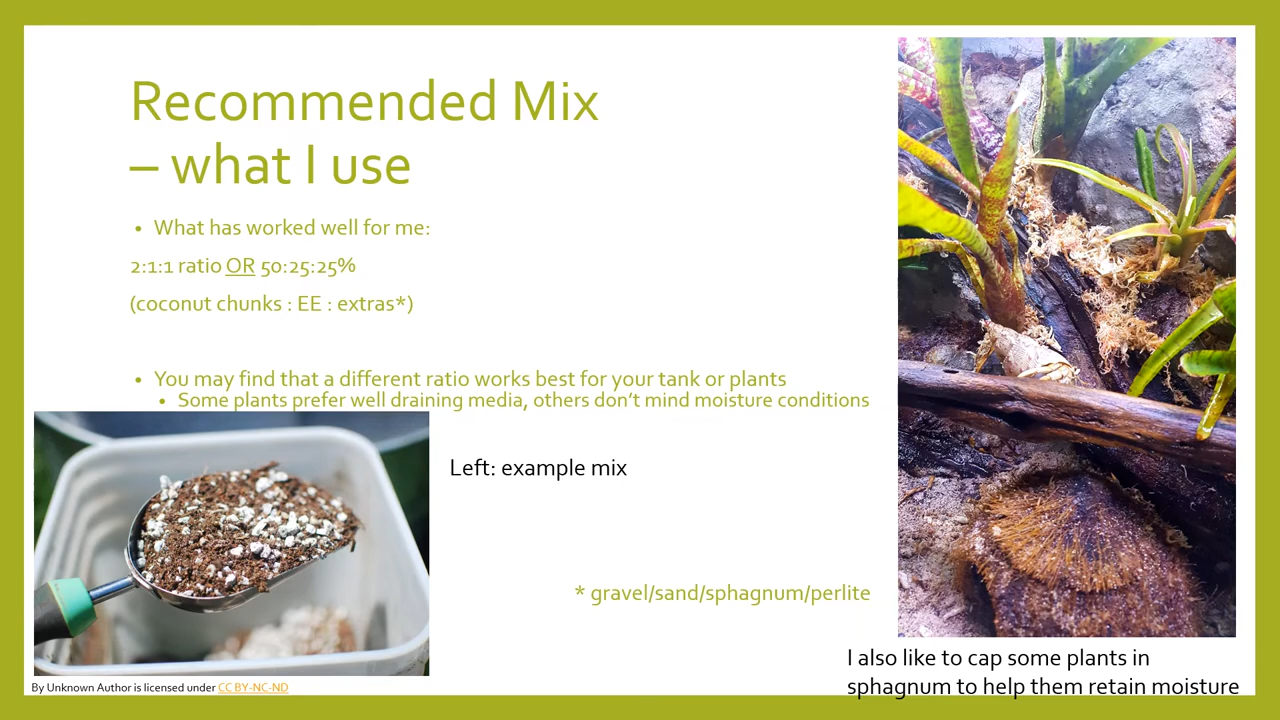 Recommended Mix
– what I use
• What has worked well for me:
2:1:1 ratio OR 50:25:25%
(coconut chunks : EE : extras*)
• You may find that a different ratio works best for your tank or plants
• Some plants prefer well draining media, others don’t mind moisture conditions
Left: example mix
* gravel/sand/sphagnum/perlite
By Unknown Author is licensed under CC BY-NC-ND
I also like to cap some plants in
sphagnum to help them retain moisture